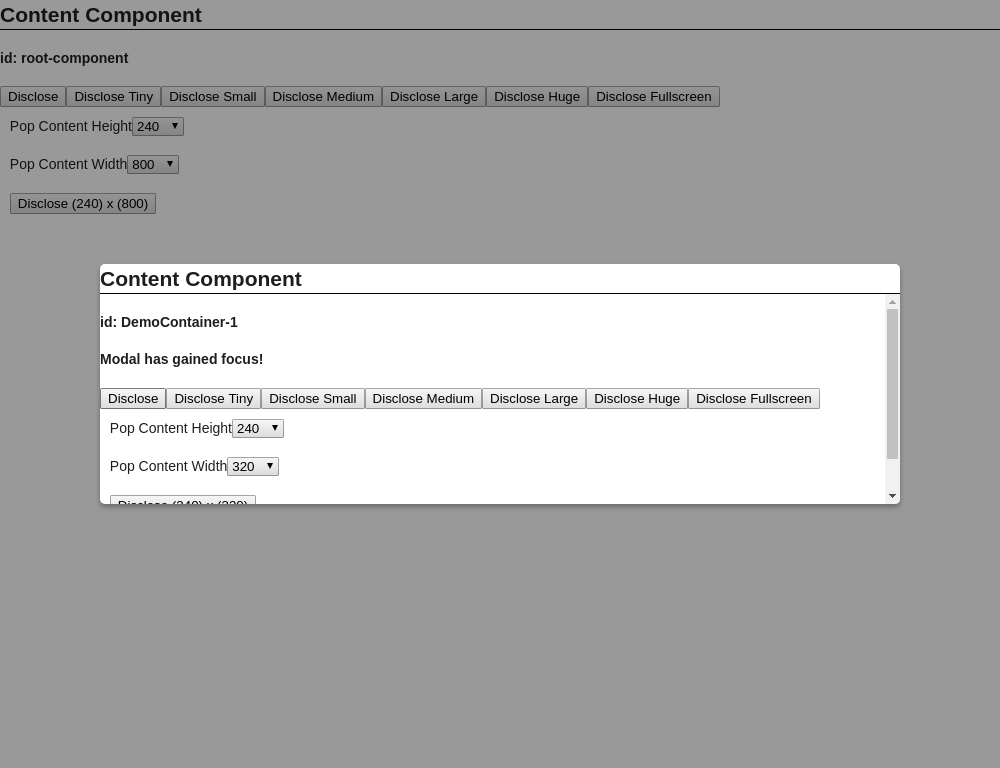 Content Component
id: root-component
Disclose Disclose Tiny Disclose Small Disclose Medium Disclose Large Disclose Huge Disclose Fullscreen
Pop Content Height 240
Pop Content Width 800
Disclose (240) x (800)
Content Component
id: DemoContainer-1
Modal has gained focus!
Disclose Disclose Tiny Disclose Small Disclose Medium Disclose Large Disclose Huge Disclose Fullscreen
Pop Content Height 240
Pop Content Width 320
Disclose (240) x (320)